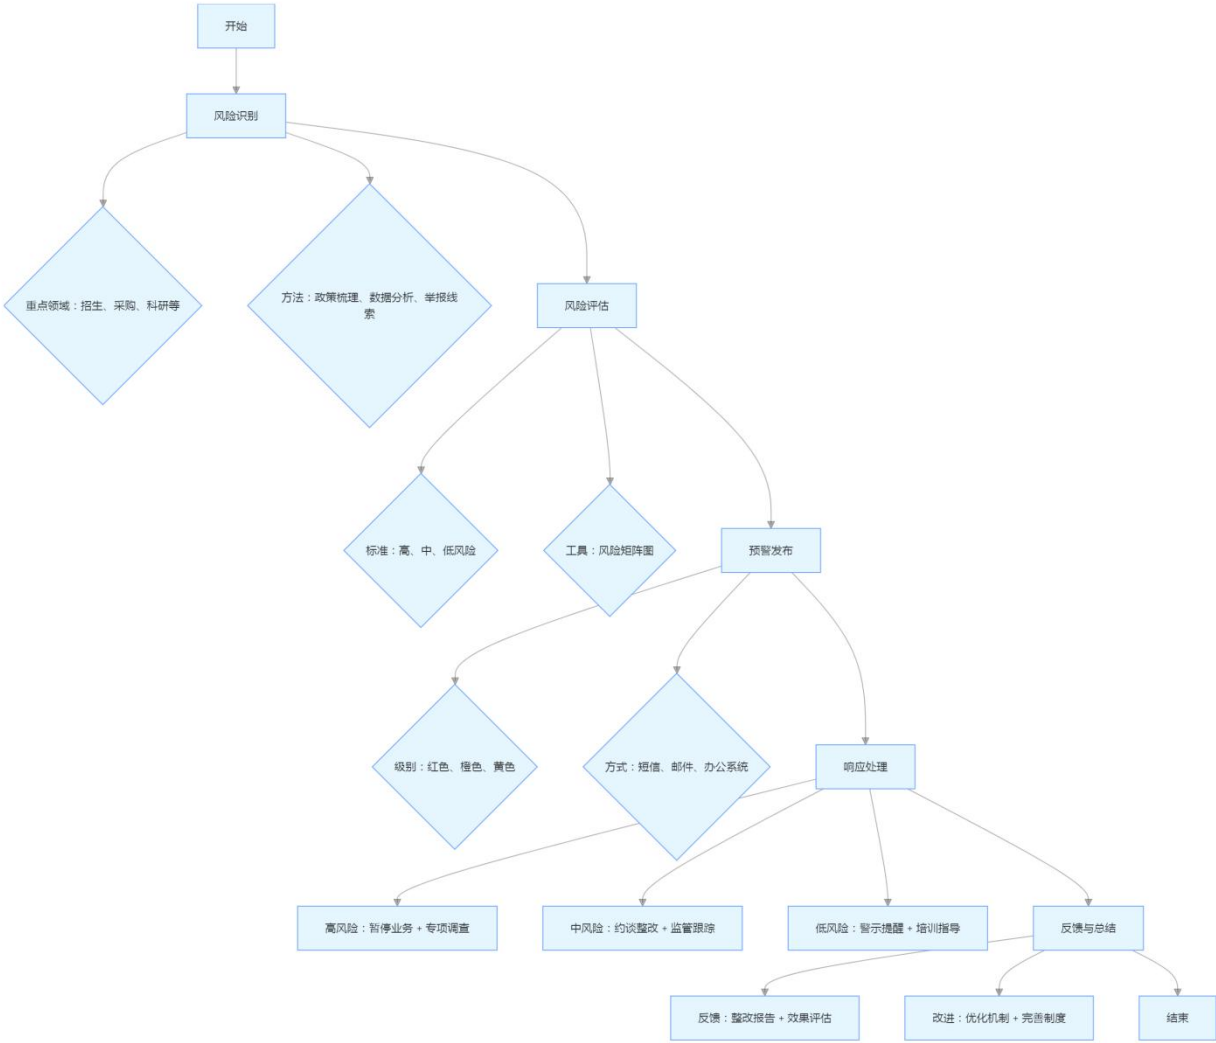 开始
风险识别
重点领域：招生、采购、科研等
方法：政策梳理、数据分析、举报线
索
风险评估
标准：高、中、低风险
工具：风险矩阵图
预警发布
级别：红色、橙色、黄色
方式：短信、邮件、办公系统
响应处理
高风险：暂停业务 + 专项调查
中风险：约谈整改 + 监管跟踪
低风险：警示提醒 + 培训指导
反馈与总结
反馈：整改报告 + 效果评估
改进：优化机制 + 完善制度
结束